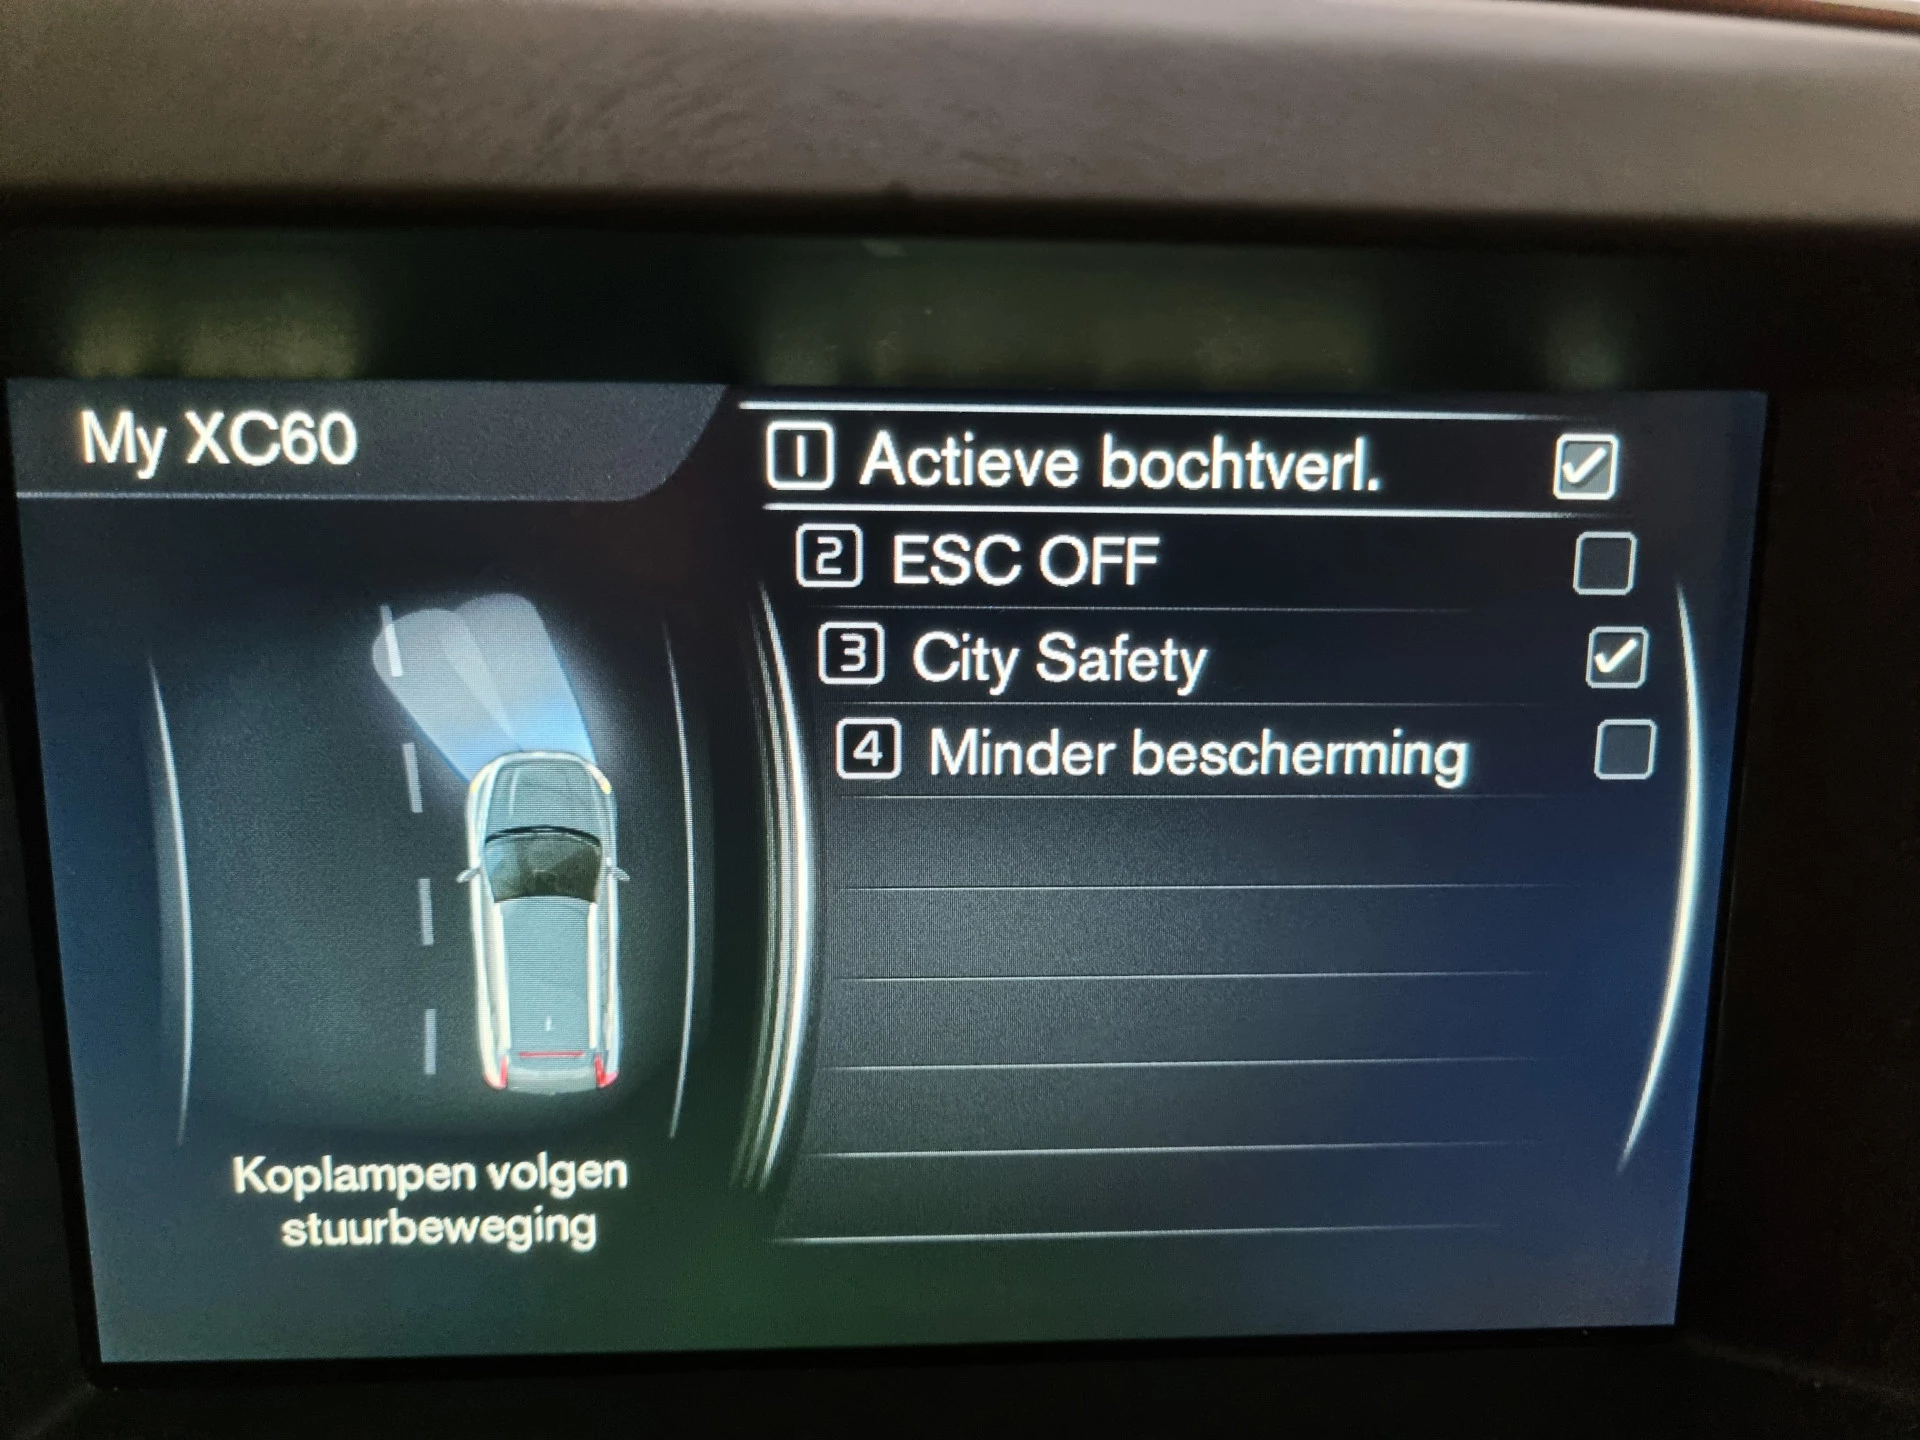 My XC60
1 Actieve bochtverl.
2 ESC OFF
3 City Safety
4 Minder bescherming
Koplampen volgen
stuurbeweging